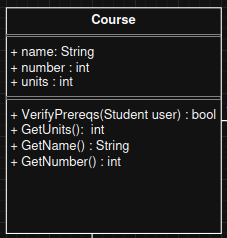 Course
+ name: String
+ number : int
+ units : int
+ VerifyPrereqs(Student user) : bool
+ GetUnits():  int
+ GetName() : String
+ GetNumber() : int